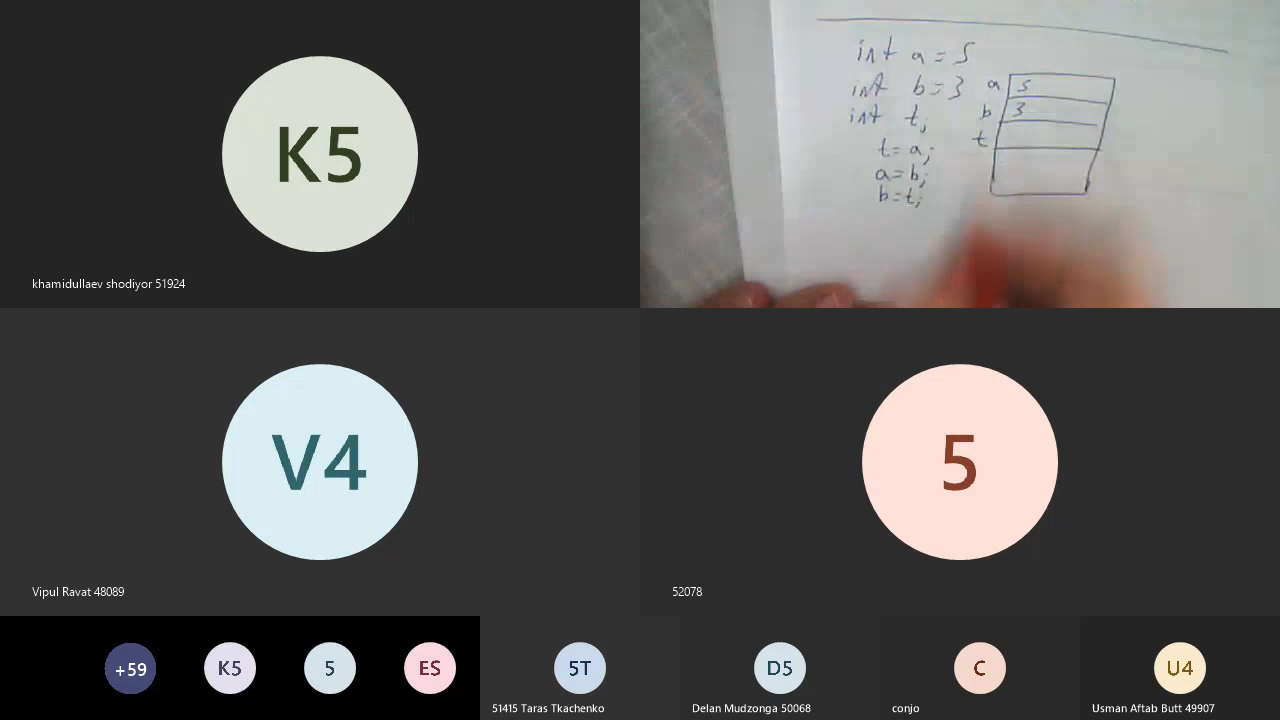 K5
khamidullaev shodiyor 51924
int a = 5
int b = 3
int t;
t = a;
a = b;
b = t;
a 5
b 3
t
V4
Vipul Ravat 48089
5
52078
+59
K5
5
ES
5T
51415 Taras Tkachenko
D5
Delan Mudzonga 50068
C
conjo
U4
Usman Aftab Butt 49907